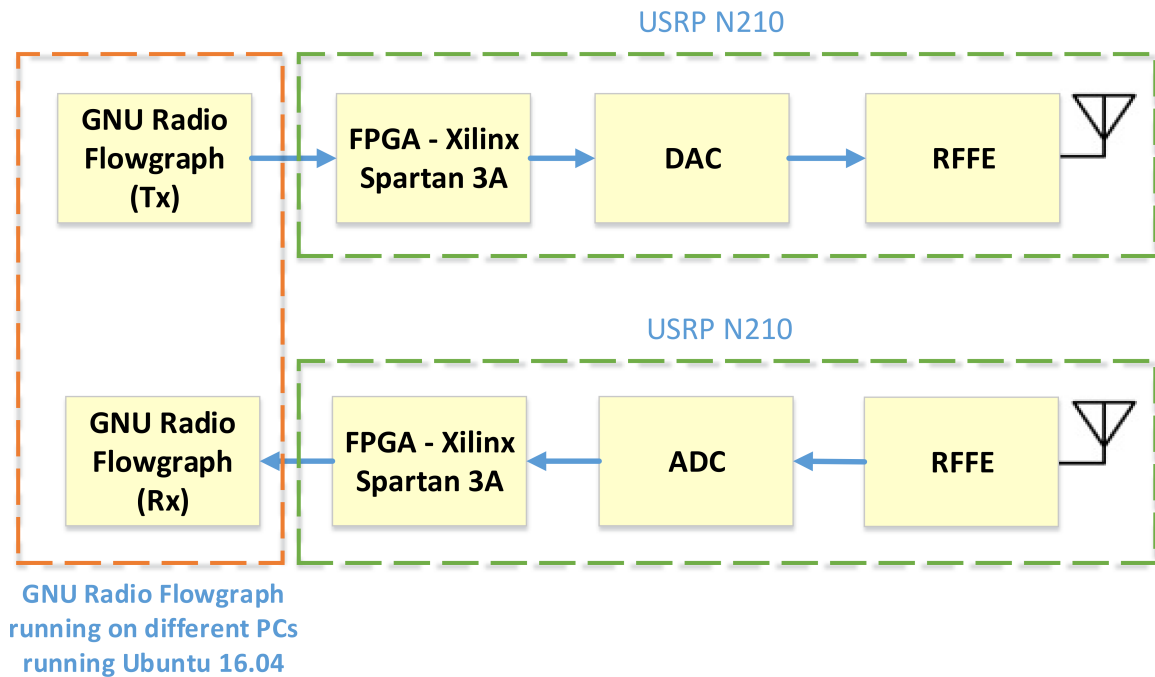 USRP N210
GNU Radio
Flowgraph
(Tx)
FPGA - Xilinx
Spartan 3A
DAC
RFFE
USRP N210
GNU Radio
Flowgraph
(Rx)
FPGA - Xilinx
Spartan 3A
ADC
RFFE
GNU Radio Flowgraph
running on different PCs
running Ubuntu 16.04